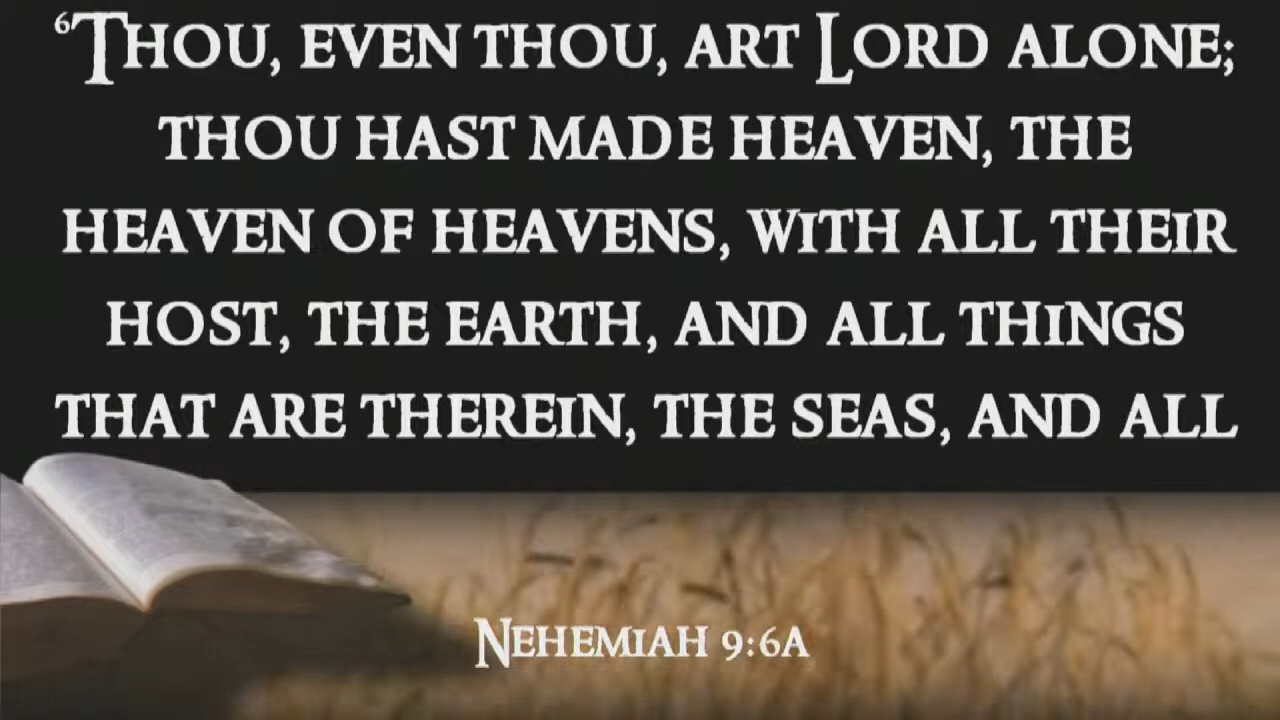 ⁶Thou, even thou, art Lord alone;
thou hast made heaven, the
heaven of heavens, with all their
host, the earth, and all things
that are therein, the seas, and all
Nehemiah 9:6a